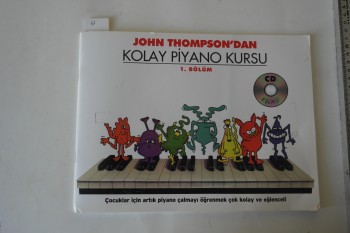 JOHN THOMPSON'DAN
KOLAY PİYANO KURSU
1. BÖLÜM
CD
Çocuklar için artık piyano çalmayı öğrenmek çok kolay ve eğlenceli